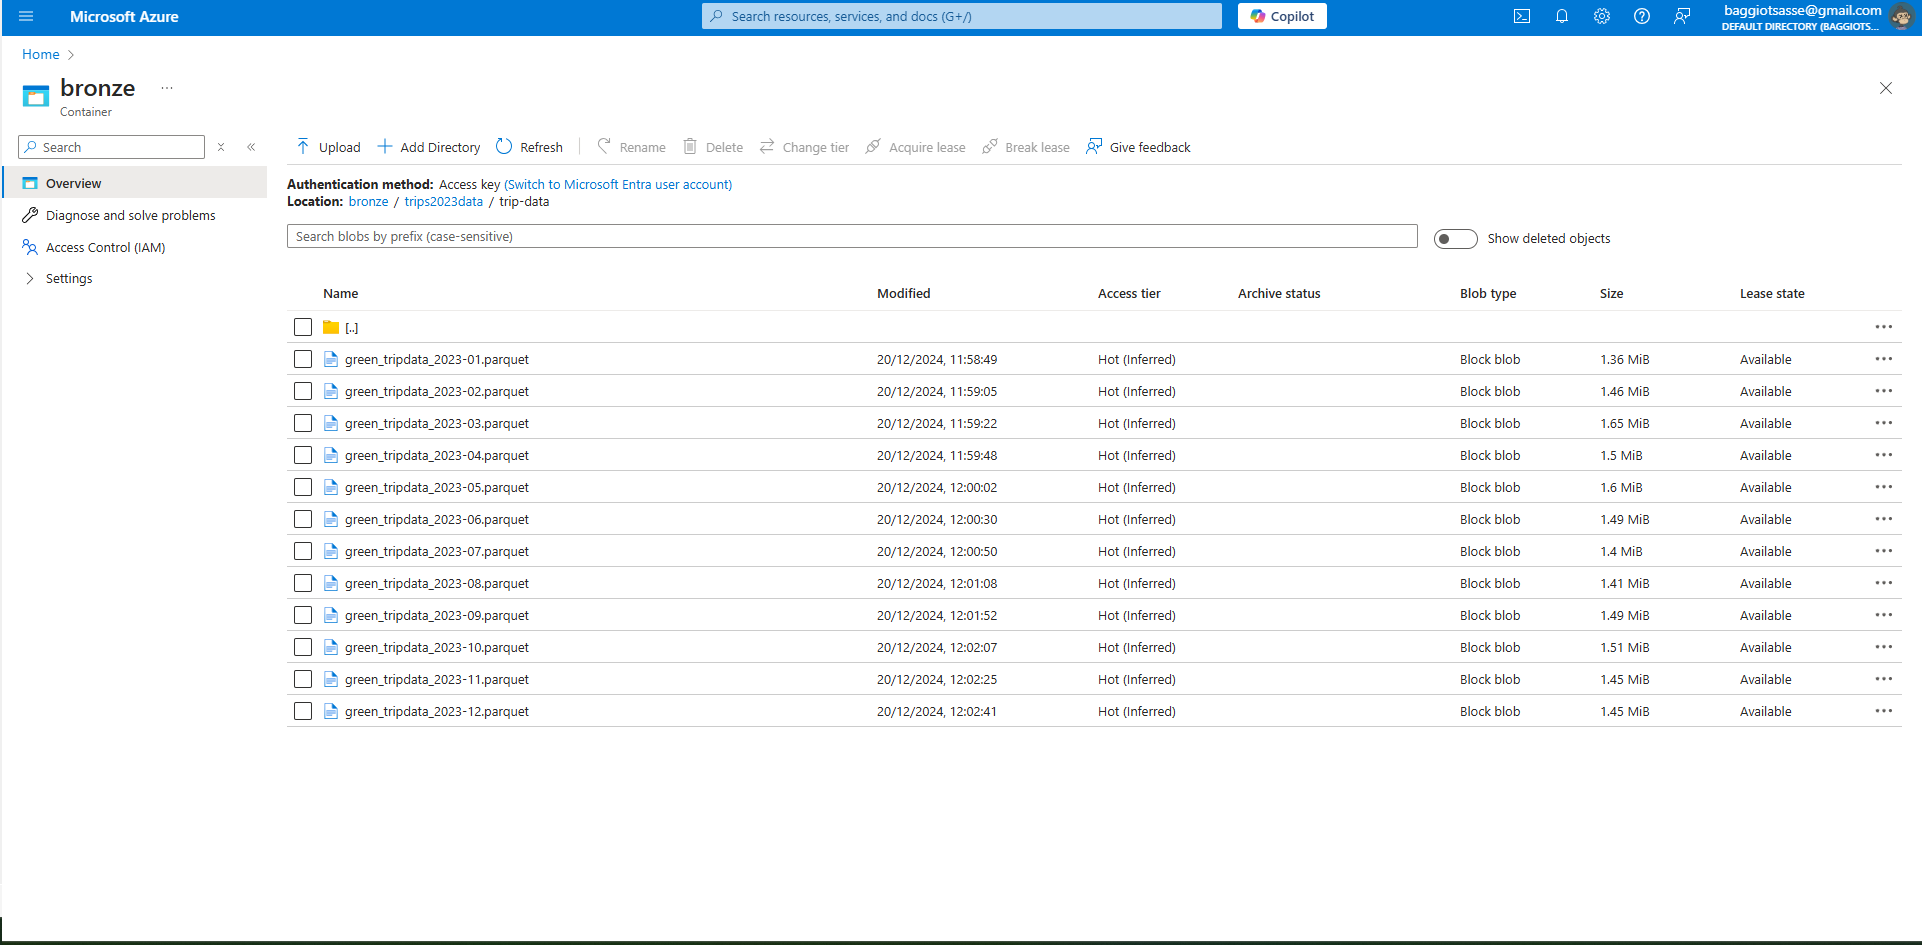 Microsoft Azure
Search resources, services, and docs (G+/)
Copilot
baggiotsasse@gmail.com
DEFAULT DIRECTORY (BAGGIOTS...
Home
bronze ...
Container
Search
Overview
Diagnose and solve problems
Access Control (IAM)
Settings
Upload Add Directory Refresh Rename Delete Change tier Acquire lease Break lease Give feedback
Authentication method: Access key (Switch to Microsoft Entra user account)
Location: bronze / trips2023data / trip-data
Search blobs by prefix (case-sensitive)
Show deleted objects
Name Modified Access tier Archive status Blob type Size Lease state
[..]
green_tripdata_2023-01.parquet 20/12/2024, 11:58:49 Hot (Inferred) Block blob 1.36 MiB Available
green_tripdata_2023-02.parquet 20/12/2024, 11:59:05 Hot (Inferred) Block blob 1.46 MiB Available
green_tripdata_2023-03.parquet 20/12/2024, 11:59:22 Hot (Inferred) Block blob 1.65 MiB Available
green_tripdata_2023-04.parquet 20/12/2024, 11:59:48 Hot (Inferred) Block blob 1.5 MiB Available
green_tripdata_2023-05.parquet 20/12/2024, 12:00:02 Hot (Inferred) Block blob 1.6 MiB Available
green_tripdata_2023-06.parquet 20/12/2024, 12:00:30 Hot (Inferred) Block blob 1.49 MiB Available
green_tripdata_2023-07.parquet 20/12/2024, 12:00:50 Hot (Inferred) Block blob 1.4 MiB Available
green_tripdata_2023-08.parquet 20/12/2024, 12:01:08 Hot (Inferred) Block blob 1.41 MiB Available
green_tripdata_2023-09.parquet 20/12/2024, 12:01:52 Hot (Inferred) Block blob 1.49 MiB Available
green_tripdata_2023-10.parquet 20/12/2024, 12:02:07 Hot (Inferred) Block blob 1.51 MiB Available
green_tripdata_2023-11.parquet 20/12/2024, 12:02:25 Hot (Inferred) Block blob 1.45 MiB Available
green_tripdata_2023-12.parquet 20/12/2024, 12:02:41 Hot (Inferred) Block blob 1.45 MiB Available